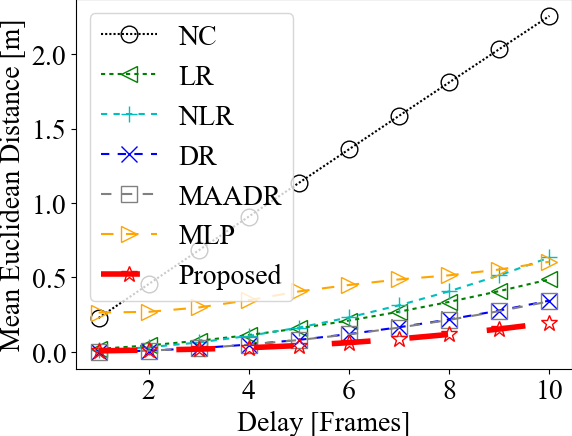 Mean Euclidean Distance [m]
2.0
1.5
1.0
0.5
0.0
NC
LR
NLR
DR
MAADR
MLP
Proposed
2 4 6 8 10
Delay [Frames]